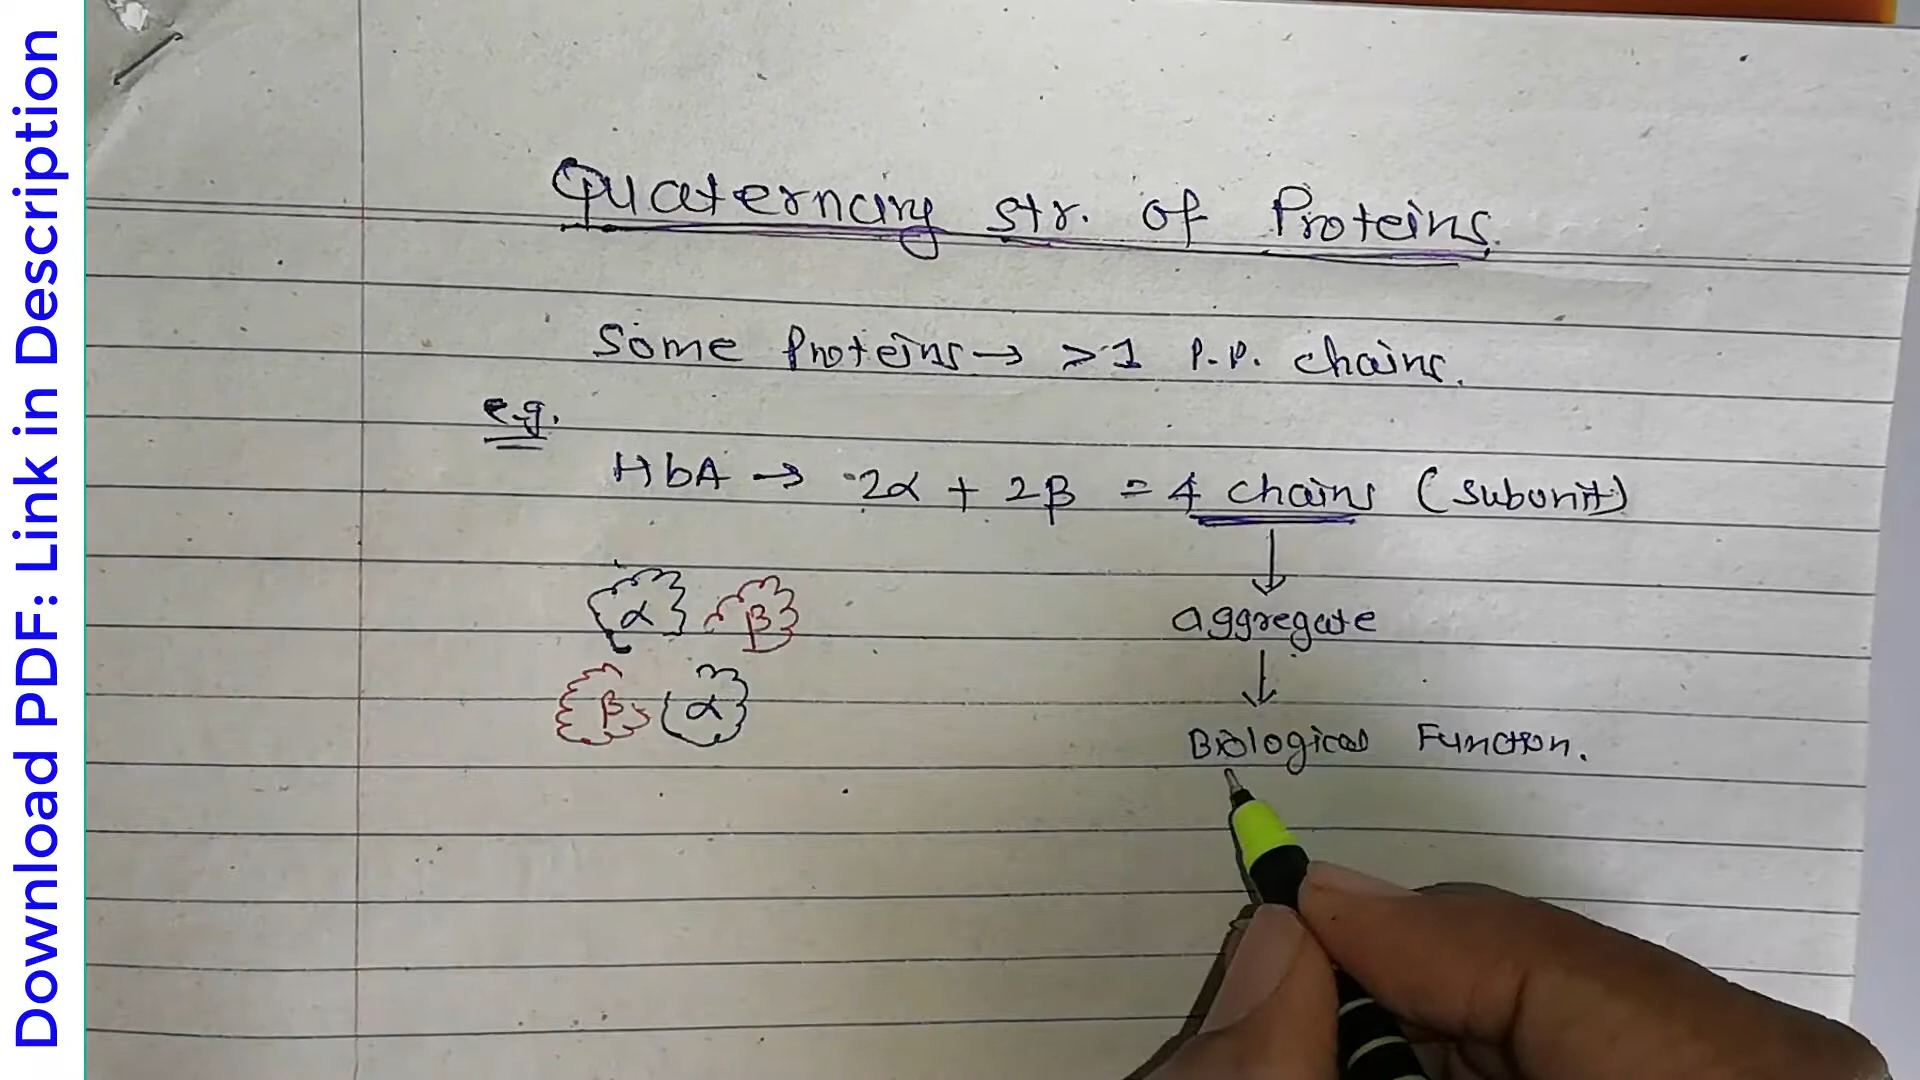 Download PDF: Link in Description
Quaternary str. of Proteins.
Some Proteins → >1 P.P. chains.
e.g.
HbA → 2α + 2β = 4 chains (subunit)
α β
β α
↓
aggregate
↓
Biological Function.